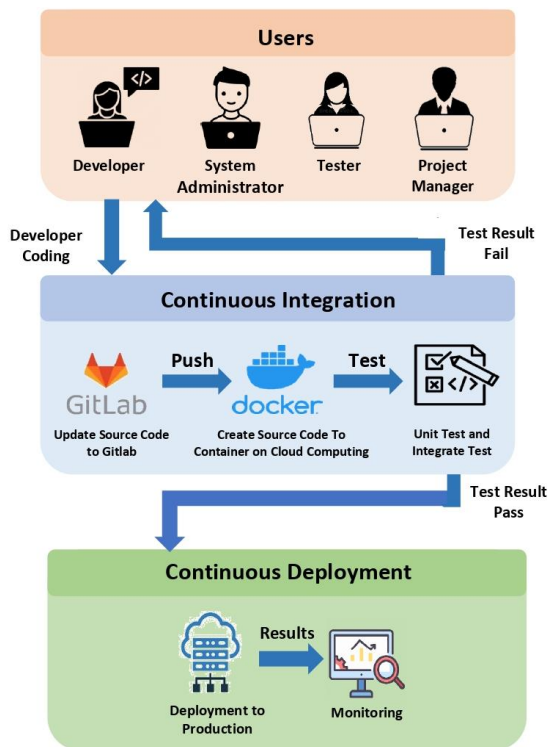 Users
</>
Developer
System
Administrator
Tester
Project
Manager
Developer
Coding
Test Result
Fail
Continuous Integration
Push
Test
GitLab
docker
</>
Update Source Code
to Gitlab
Create Source Code To
Container on Cloud Computing
Unit Test and
Integrate Test
Test Result
Pass
Continuous Deployment
Results
Deployment to
Production
Monitoring